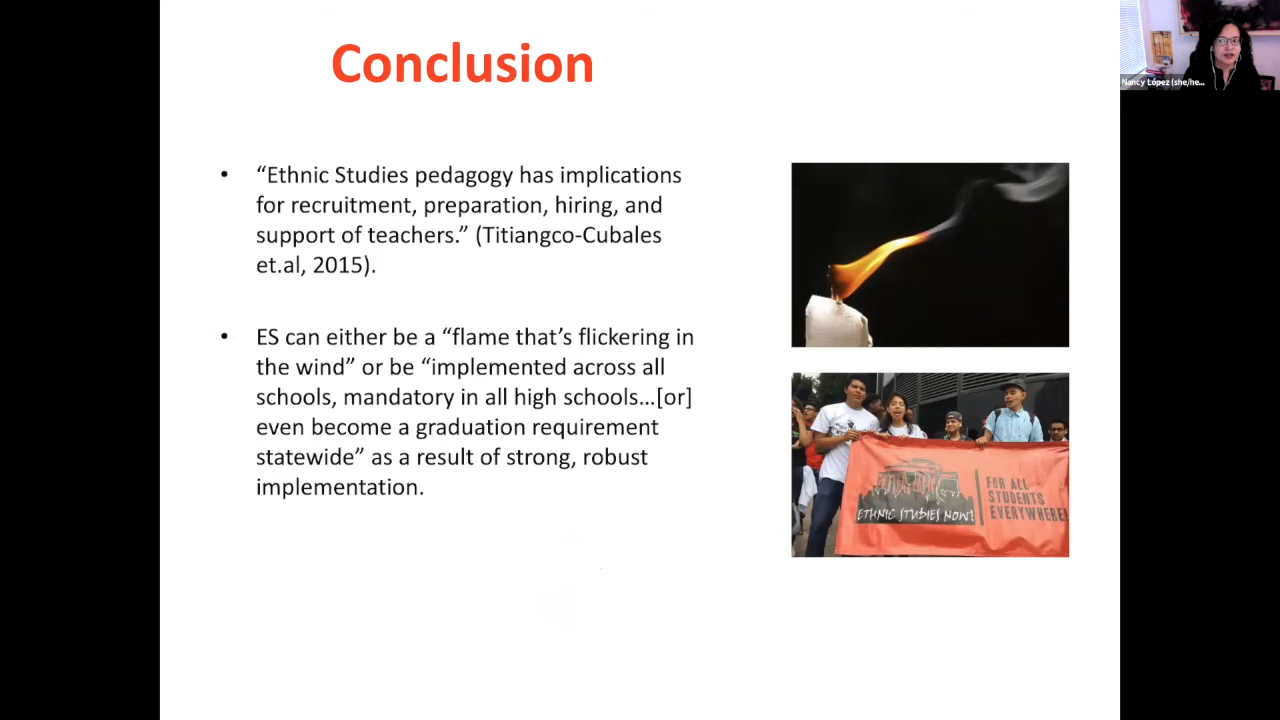 Conclusion
Nancy López (she/he...
• “Ethnic Studies pedagogy has implications
for recruitment, preparation, hiring, and
support of teachers.” (Titiangco-Cubales
et.al, 2015).
• ES can either be a “flame that’s flickering in
the wind” or be “implemented across all
schools, mandatory in all high schools…[or]
even become a graduation requirement
statewide” as a result of strong, robust
implementation.
ETHNIC STUDIES NOW!
FOR ALL
STUDENTS
EVERYWHERE!